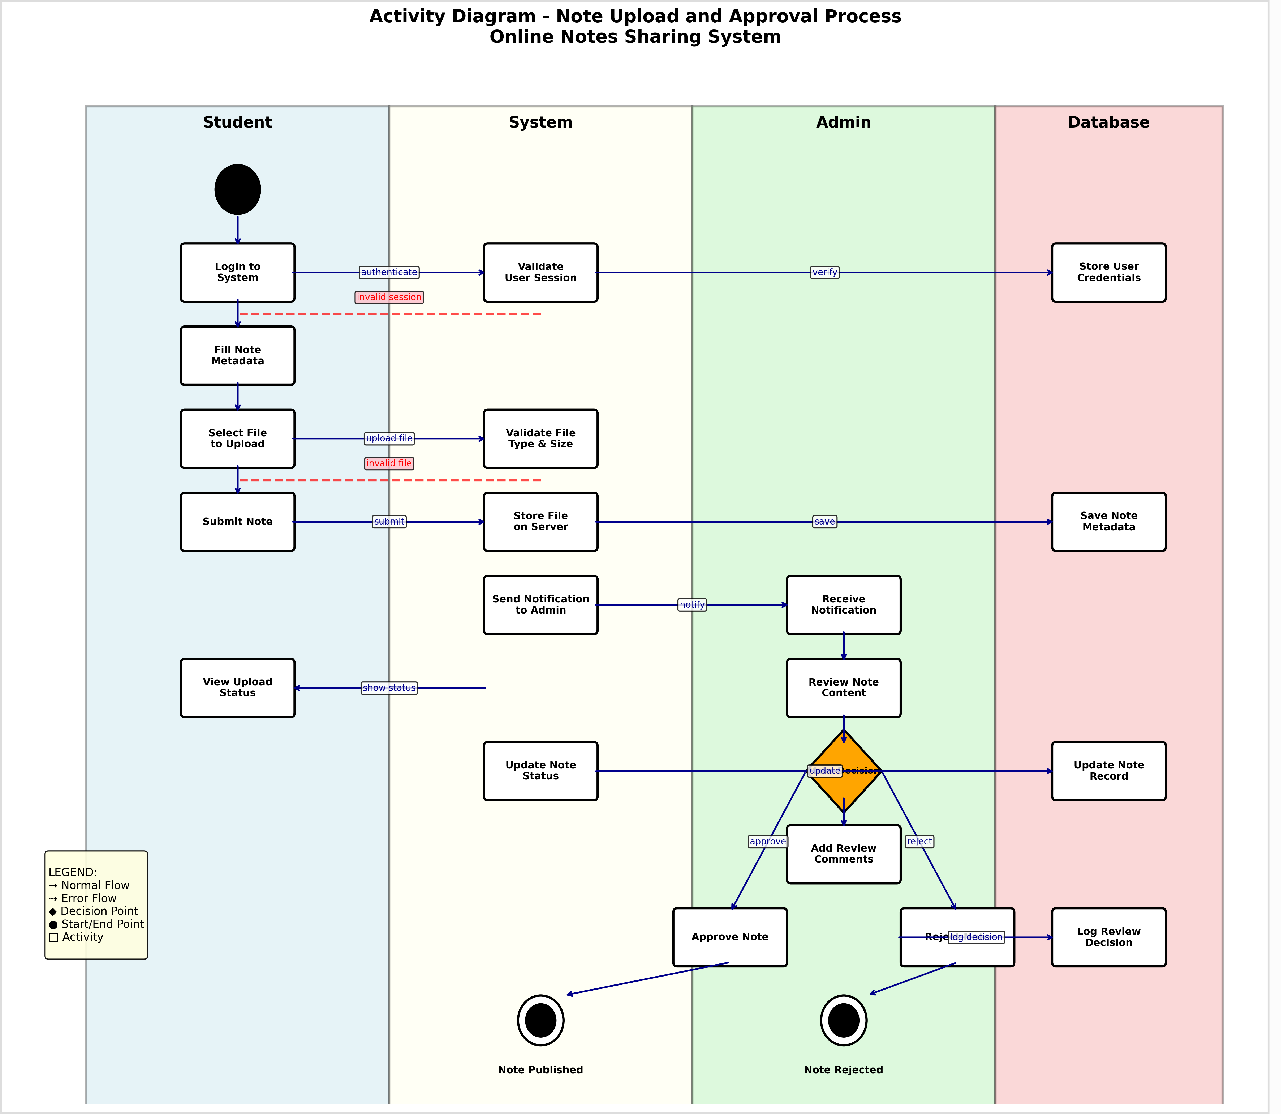 Activity Diagram - Note Upload and Approval Process
Online Notes Sharing System
Student
System
Admin
Database
Login to
System
authenticate
Validate
User Session
verify
Store User
Credentials
invalid session
Fill Note
Metadata
Select File
to Upload
upload file
Validate File
Type & Size
invalid file
Submit Note
submit
Store File
on Server
save
Save Note
Metadata
Send Notification
to Admin
notify
Receive
Notification
View Upload
Status
show status
Review Note
Content
Update Note
Status
update
Update Note
Record
approve
Add Review
Comments
reject
LEGEND:
→ Normal Flow
→ Error Flow
◆ Decision Point
● Start/End Point
□ Activity
Approve Note
log decision
Log Review
Decision
Note Published
Note Rejected